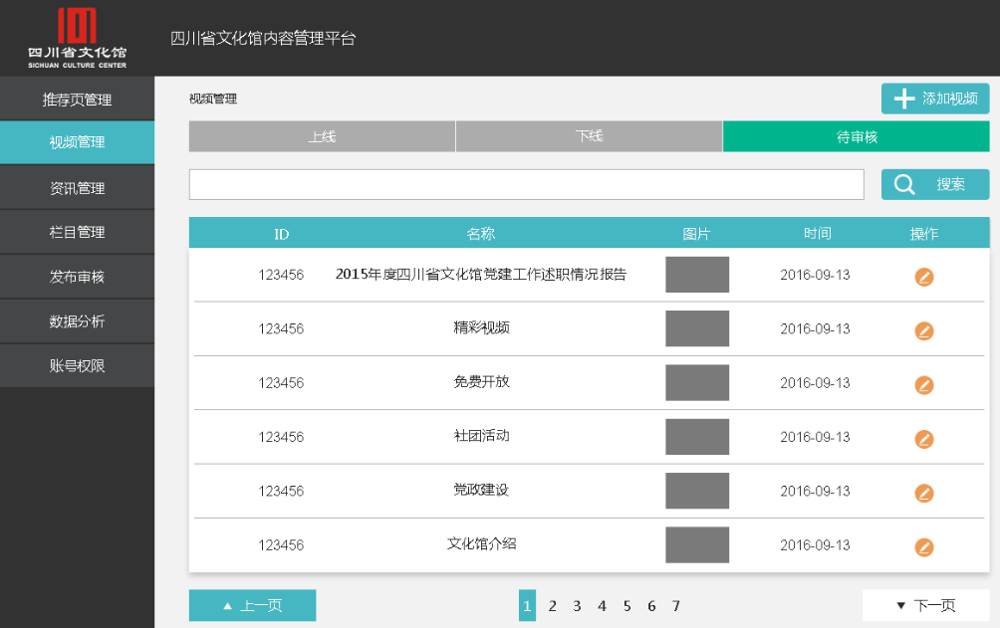 四川省文化馆
SICHUAN CULTURE CENTER
四川省文化馆内容管理平台
推荐页管理
视频管理
资讯管理
栏目管理
发布审核
数据分析
账号权限
视频管理
添加视频
上线 下线 待审核
搜索
ID 名称 图片 时间 操作
123456 2015年度四川省文化馆党建工作述职情况报告 2016-09-13
123456 精彩视频 2016-09-13
123456 免费开放 2016-09-13
123456 社团活动 2016-09-13
123456 党政建设 2016-09-13
123456 文化馆介绍 2016-09-13
▲ 上一页 1 2 3 4 5 6 7 ▼ 下一页